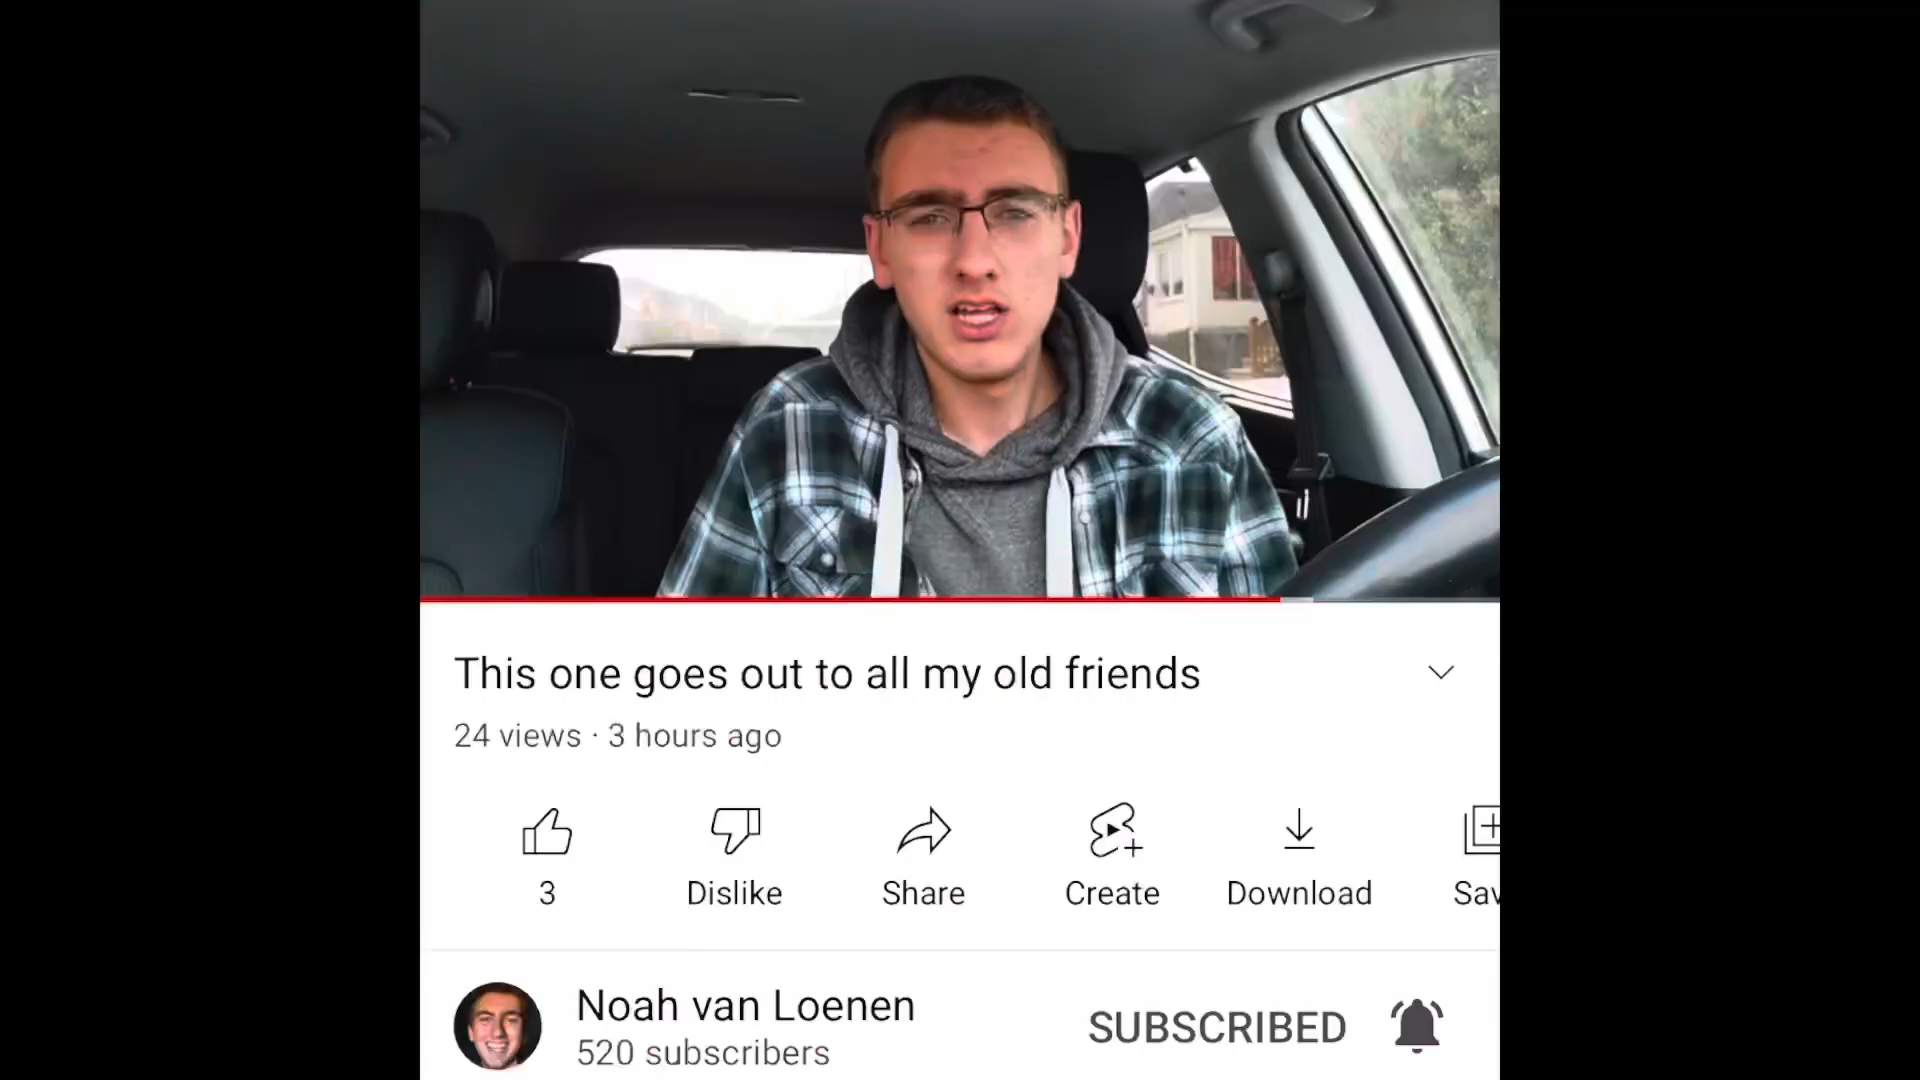 This one goes out to all my old friends
24 views · 3 hours ago
3
Dislike
Share
Create
Download
Sav
Noah van Loenen
520 subscribers
SUBSCRIBED